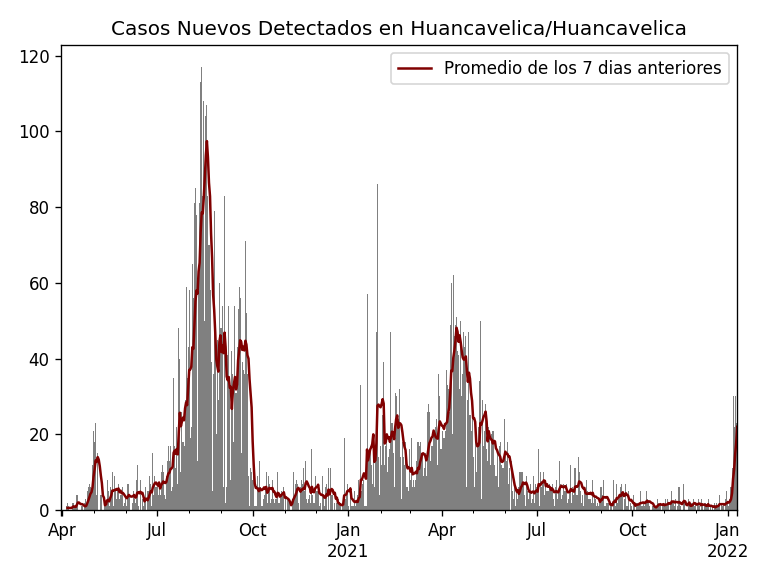 Casos Nuevos Detectados en Huancavelica/Huancavelica
Promedio de los 7 dias anteriores
120
100
80
60
40
20
0
Apr Jul Oct Jan Apr Jul Oct Jan
2021 2022